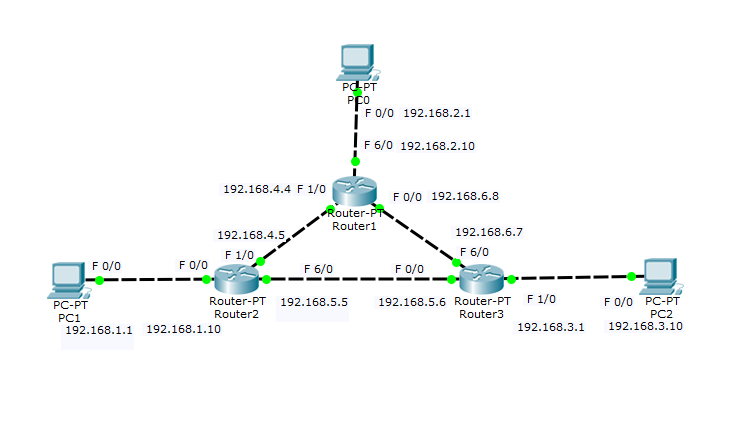 PC-PT
PC0
F 0/0 192.168.2.1
F 6/0 192.168.2.10
192.168.4.4 F 1/0
F 0/0 192.168.6.8
Router-PT
Router1
192.168.4.5
192.168.6.7
F 1/0
F 6/0
F 0/0
F 0/0
F 6/0
F 0/0
PC-PT
PC1
Router-PT
Router2
192.168.5.5
192.168.5.6
Router-PT
Router3
F 1/0
F 0/0
PC-PT
PC2
192.168.1.1
192.168.1.10
192.168.3.1
192.168.3.10